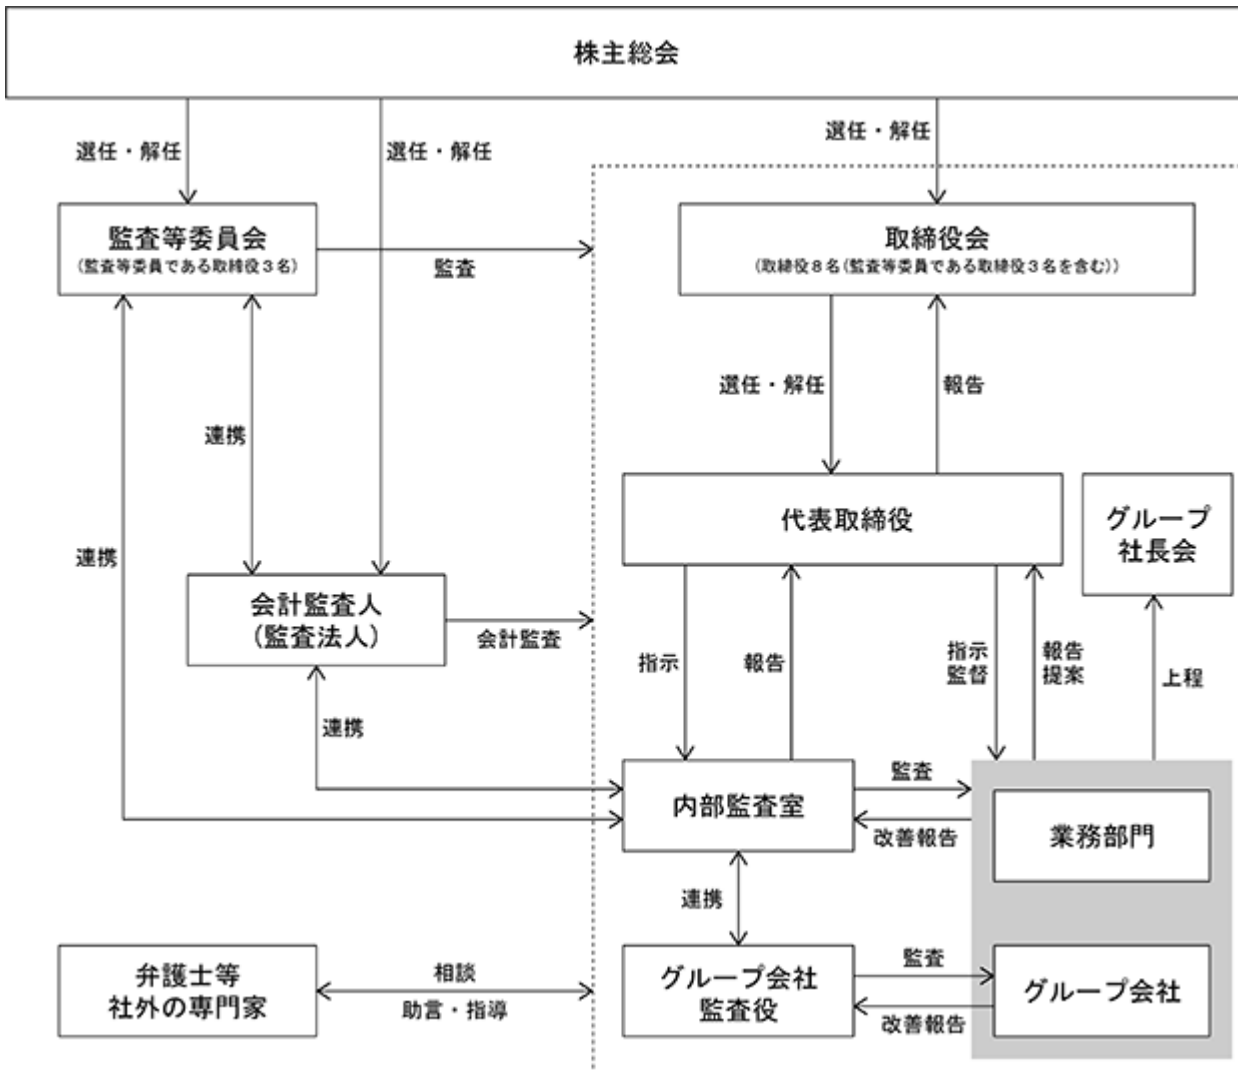 株主総会
選任・解任
選任・解任
選任・解任
監査等委員会
(監査等委員である取締役３名)
監査
取締役会
(取締役８名(監査等委員である取締役３名を含む))
選任・解任
報告
連携
連携
代表取締役
グループ
社長会
会計監査人
(監査法人)
会計監査
指示
報告
指示
監督
報告
提案
上程
連携
内部監査室
監査
改善報告
業務部門
連携
弁護士等
社外の専門家
相談
助言・指導
グループ会社
監査役
監査
改善報告
グループ会社